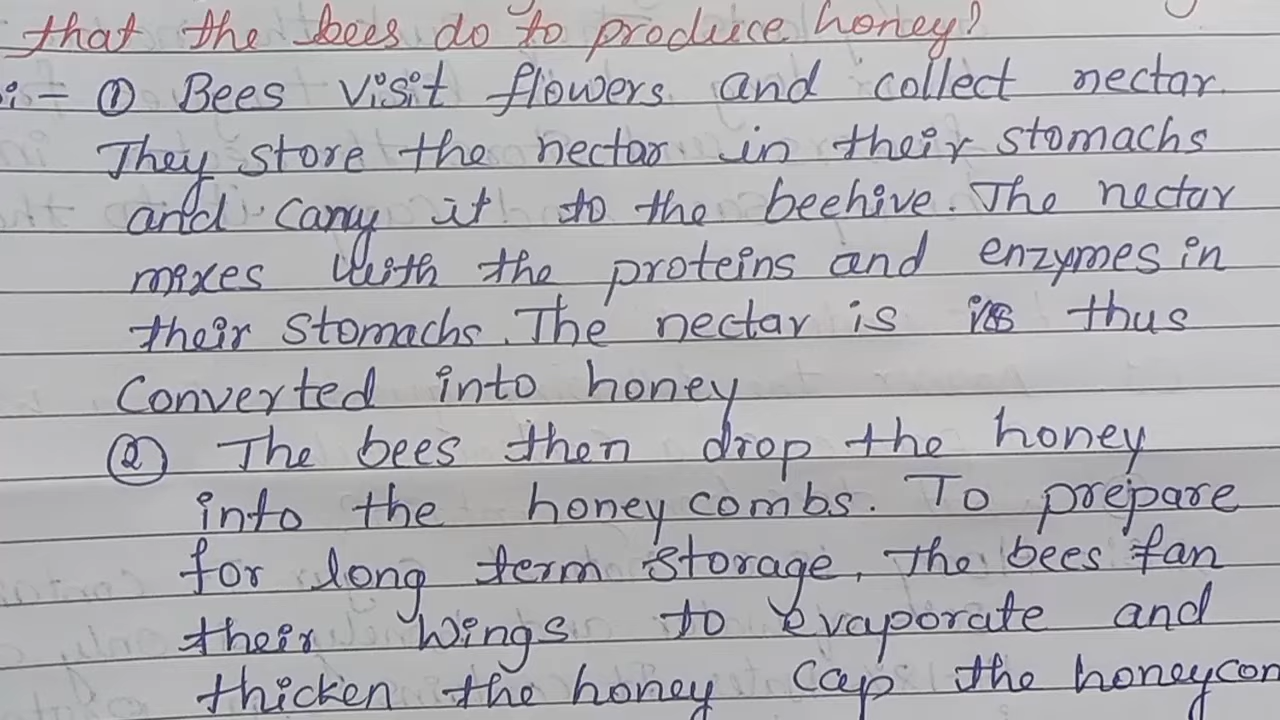 that the bees do to produce honey?
:- ① Bees visit flowers and collect nectar.
They store the nectar in their stomachs
and carry it to the beehive. The nectar
mixes with the proteins and enzymes in
their stomachs. The nectar is is thus
Converted into honey
② The bees then drop the honey
into the honey combs. To prepare
for long term storage, the bees fan
their wings to evaporate and
thicken the honey Cap the honeycom